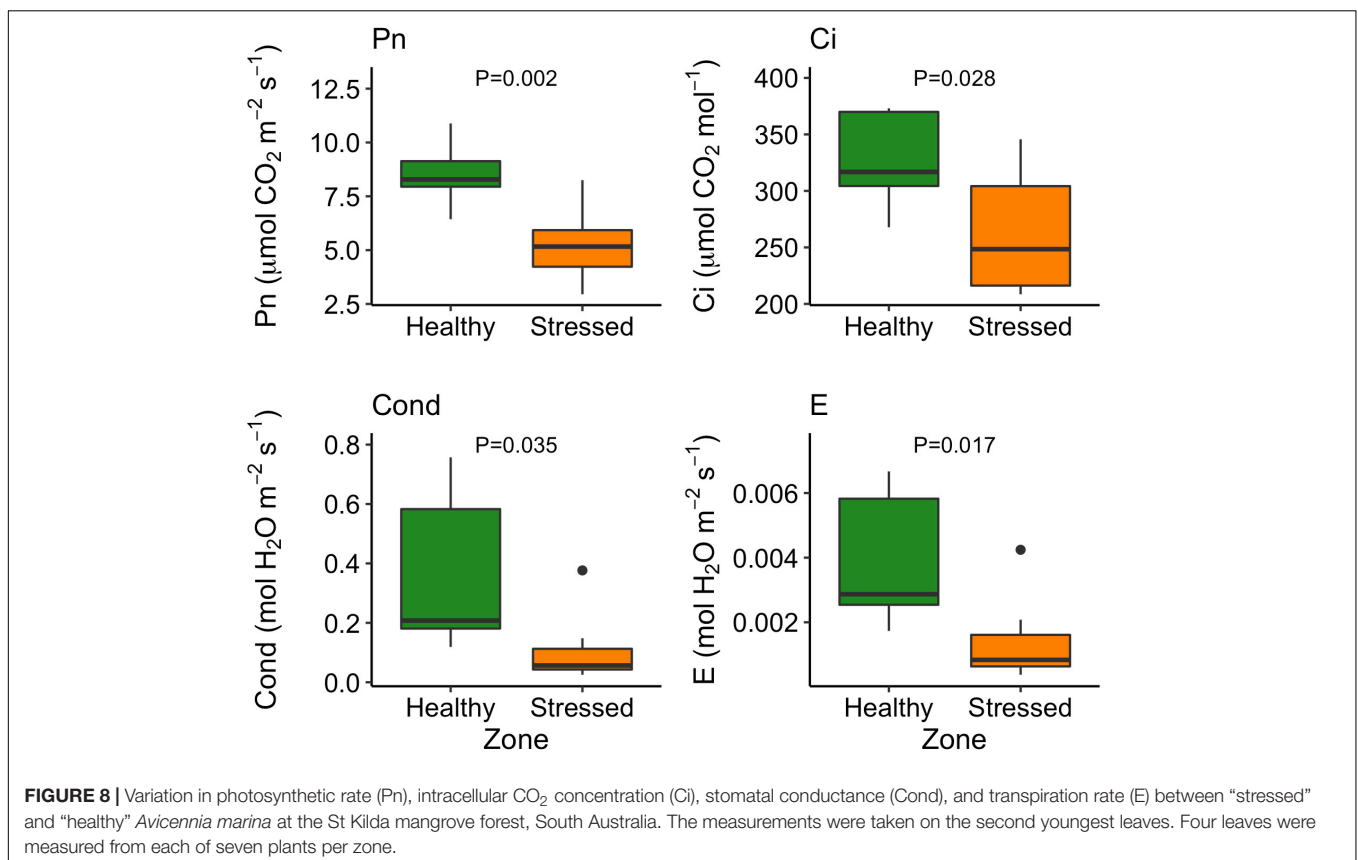 Pn
Pn (μmol CO₂ m⁻² s⁻¹)
P=0.002
12.5
10.0
7.5
5.0
2.5
Healthy
Stressed
Ci
Ci (μmol CO₂ mol⁻¹)
P=0.028
400
350
300
250
200
Healthy
Stressed
Cond
Cond (mol H₂O m⁻² s⁻¹)
P=0.035
0.8
0.6
0.4
0.2
0.0
Healthy
Stressed
Zone
E
E (mol H₂O m⁻² s⁻¹)
P=0.017
0.006
0.004
0.002
Healthy
Stressed
Zone
FIGURE 8 | Variation in photosynthetic rate (Pn), intracellular CO₂ concentration (Ci), stomatal conductance (Cond), and transpiration rate (E) between “stressed”
and “healthy” Avicennia marina at the St Kilda mangrove forest, South Australia. The measurements were taken on the second youngest leaves. Four leaves were
measured from each of seven plants per zone.